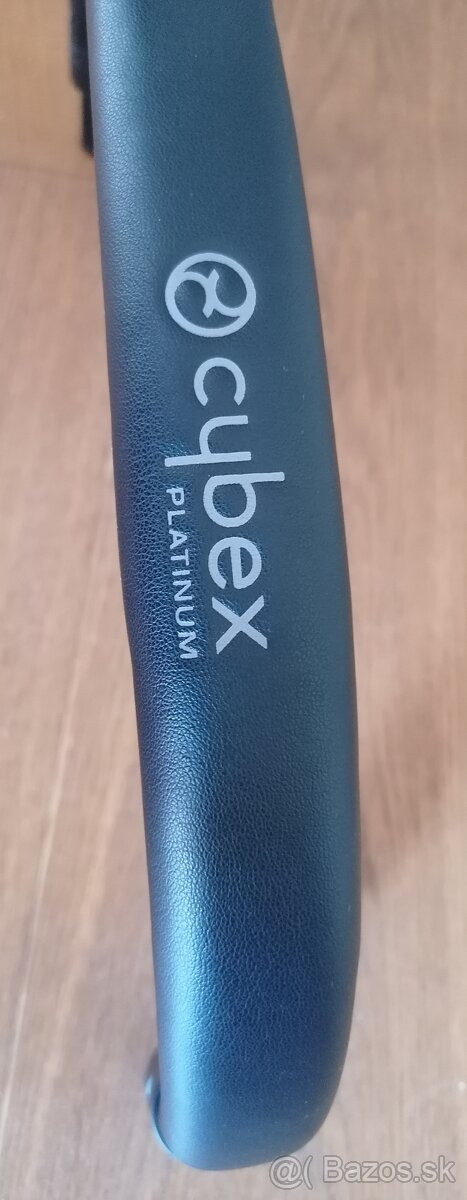 cybex
PLATINUM
@( Bazos.sk